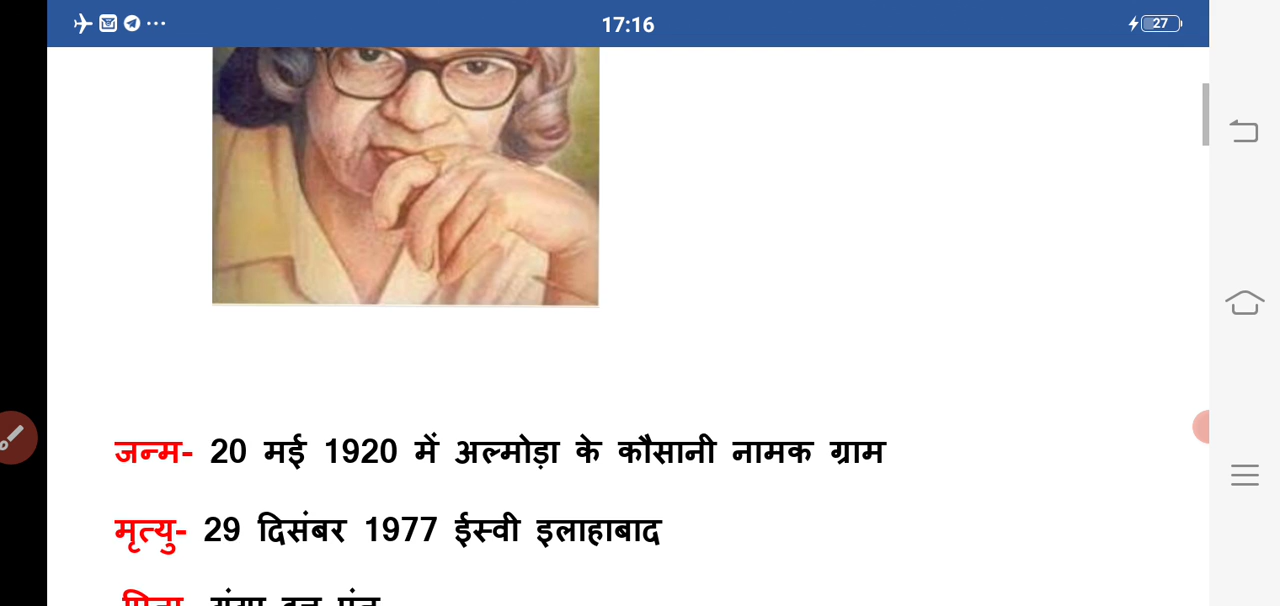 17:16
27
जन्म- 20 मई 1920 में अल्मोड़ा के कौसानी नामक ग्राम
मृत्यु- 29 दिसंबर 1977 ईस्वी इलाहाबाद